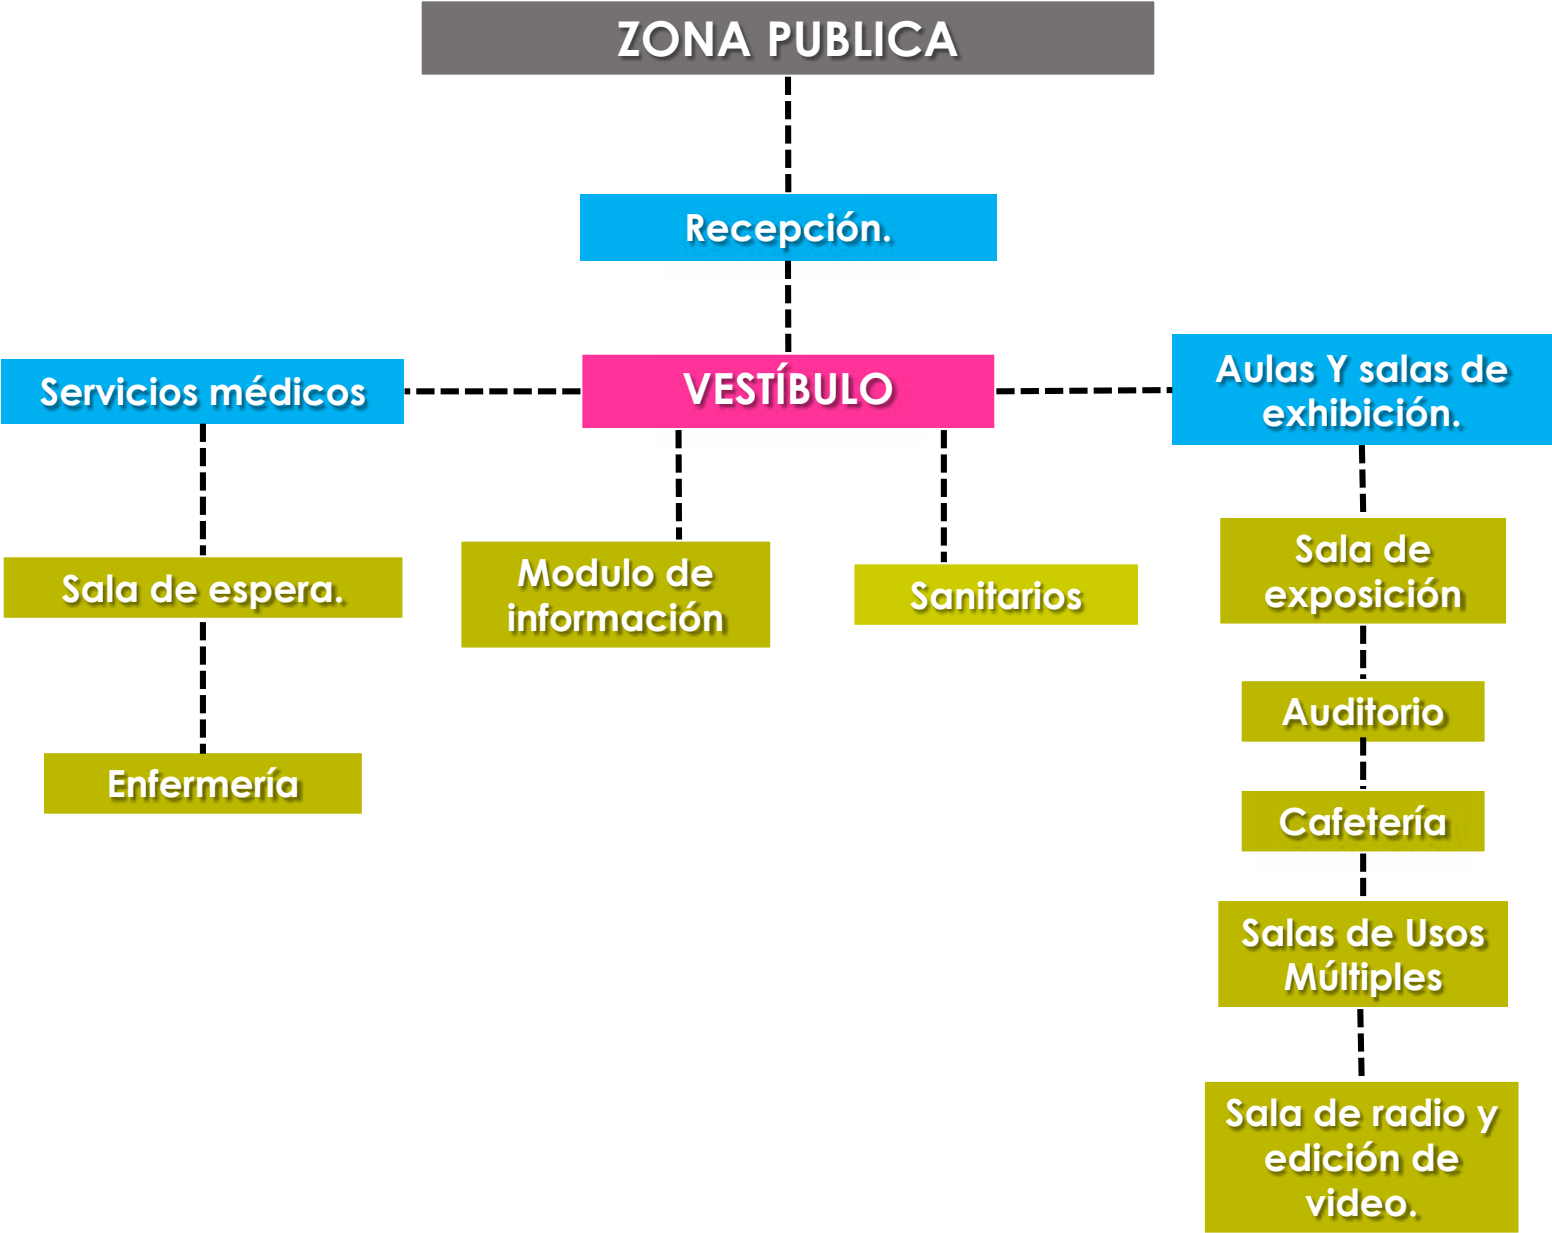 ZONA PUBLICA
Recepción.
Servicios médicos
VESTÍBULO
Aulas Y salas de
exhibición.
Sala de espera.
Modulo de
información
Sanitarios
Sala de
exposición
Auditorio
Enfermería
Cafetería
Salas de Usos
Múltiples
Sala de radio y
edición de
video.